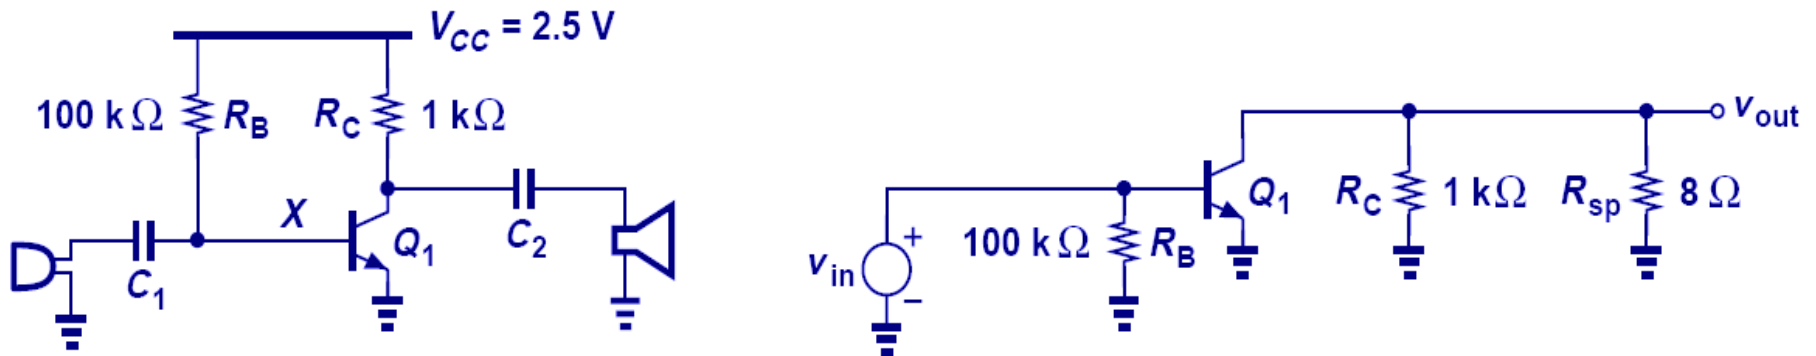 V_CC = 2.5 V
100 kΩ R_B R_C 1 kΩ
X
Q_1
C_1
C_2
v_out
Q_1
R_C 1 kΩ R_sp 8 Ω
100 kΩ R_B
v_in
+
−